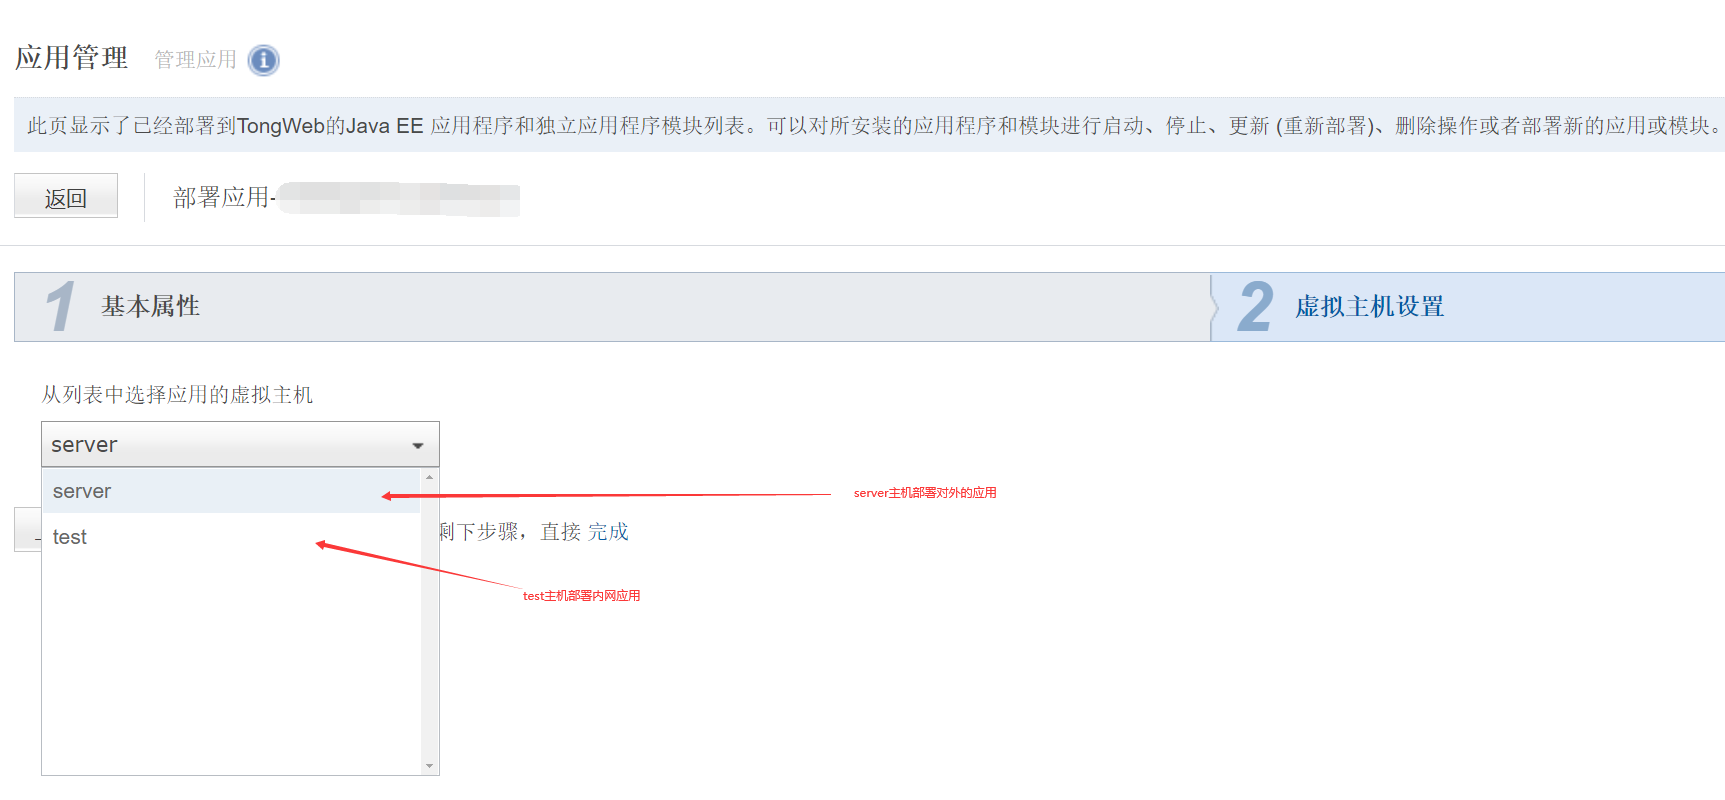 应用管理 管理应用
此页显示了已经部署到TongWeb的Java EE 应用程序和独立应用程序模块列表。可以对所安装的应用程序和模块进行启动、停止、更新 (重新部署)、删除操作或者部署新的应用或模块。
返回 部署应用-
1 基本属性 2 虚拟主机设置
从列表中选择应用的虚拟主机
server
server
server主机部署对外的应用
剩下步骤，直接 完成
test
test主机部署内网应用